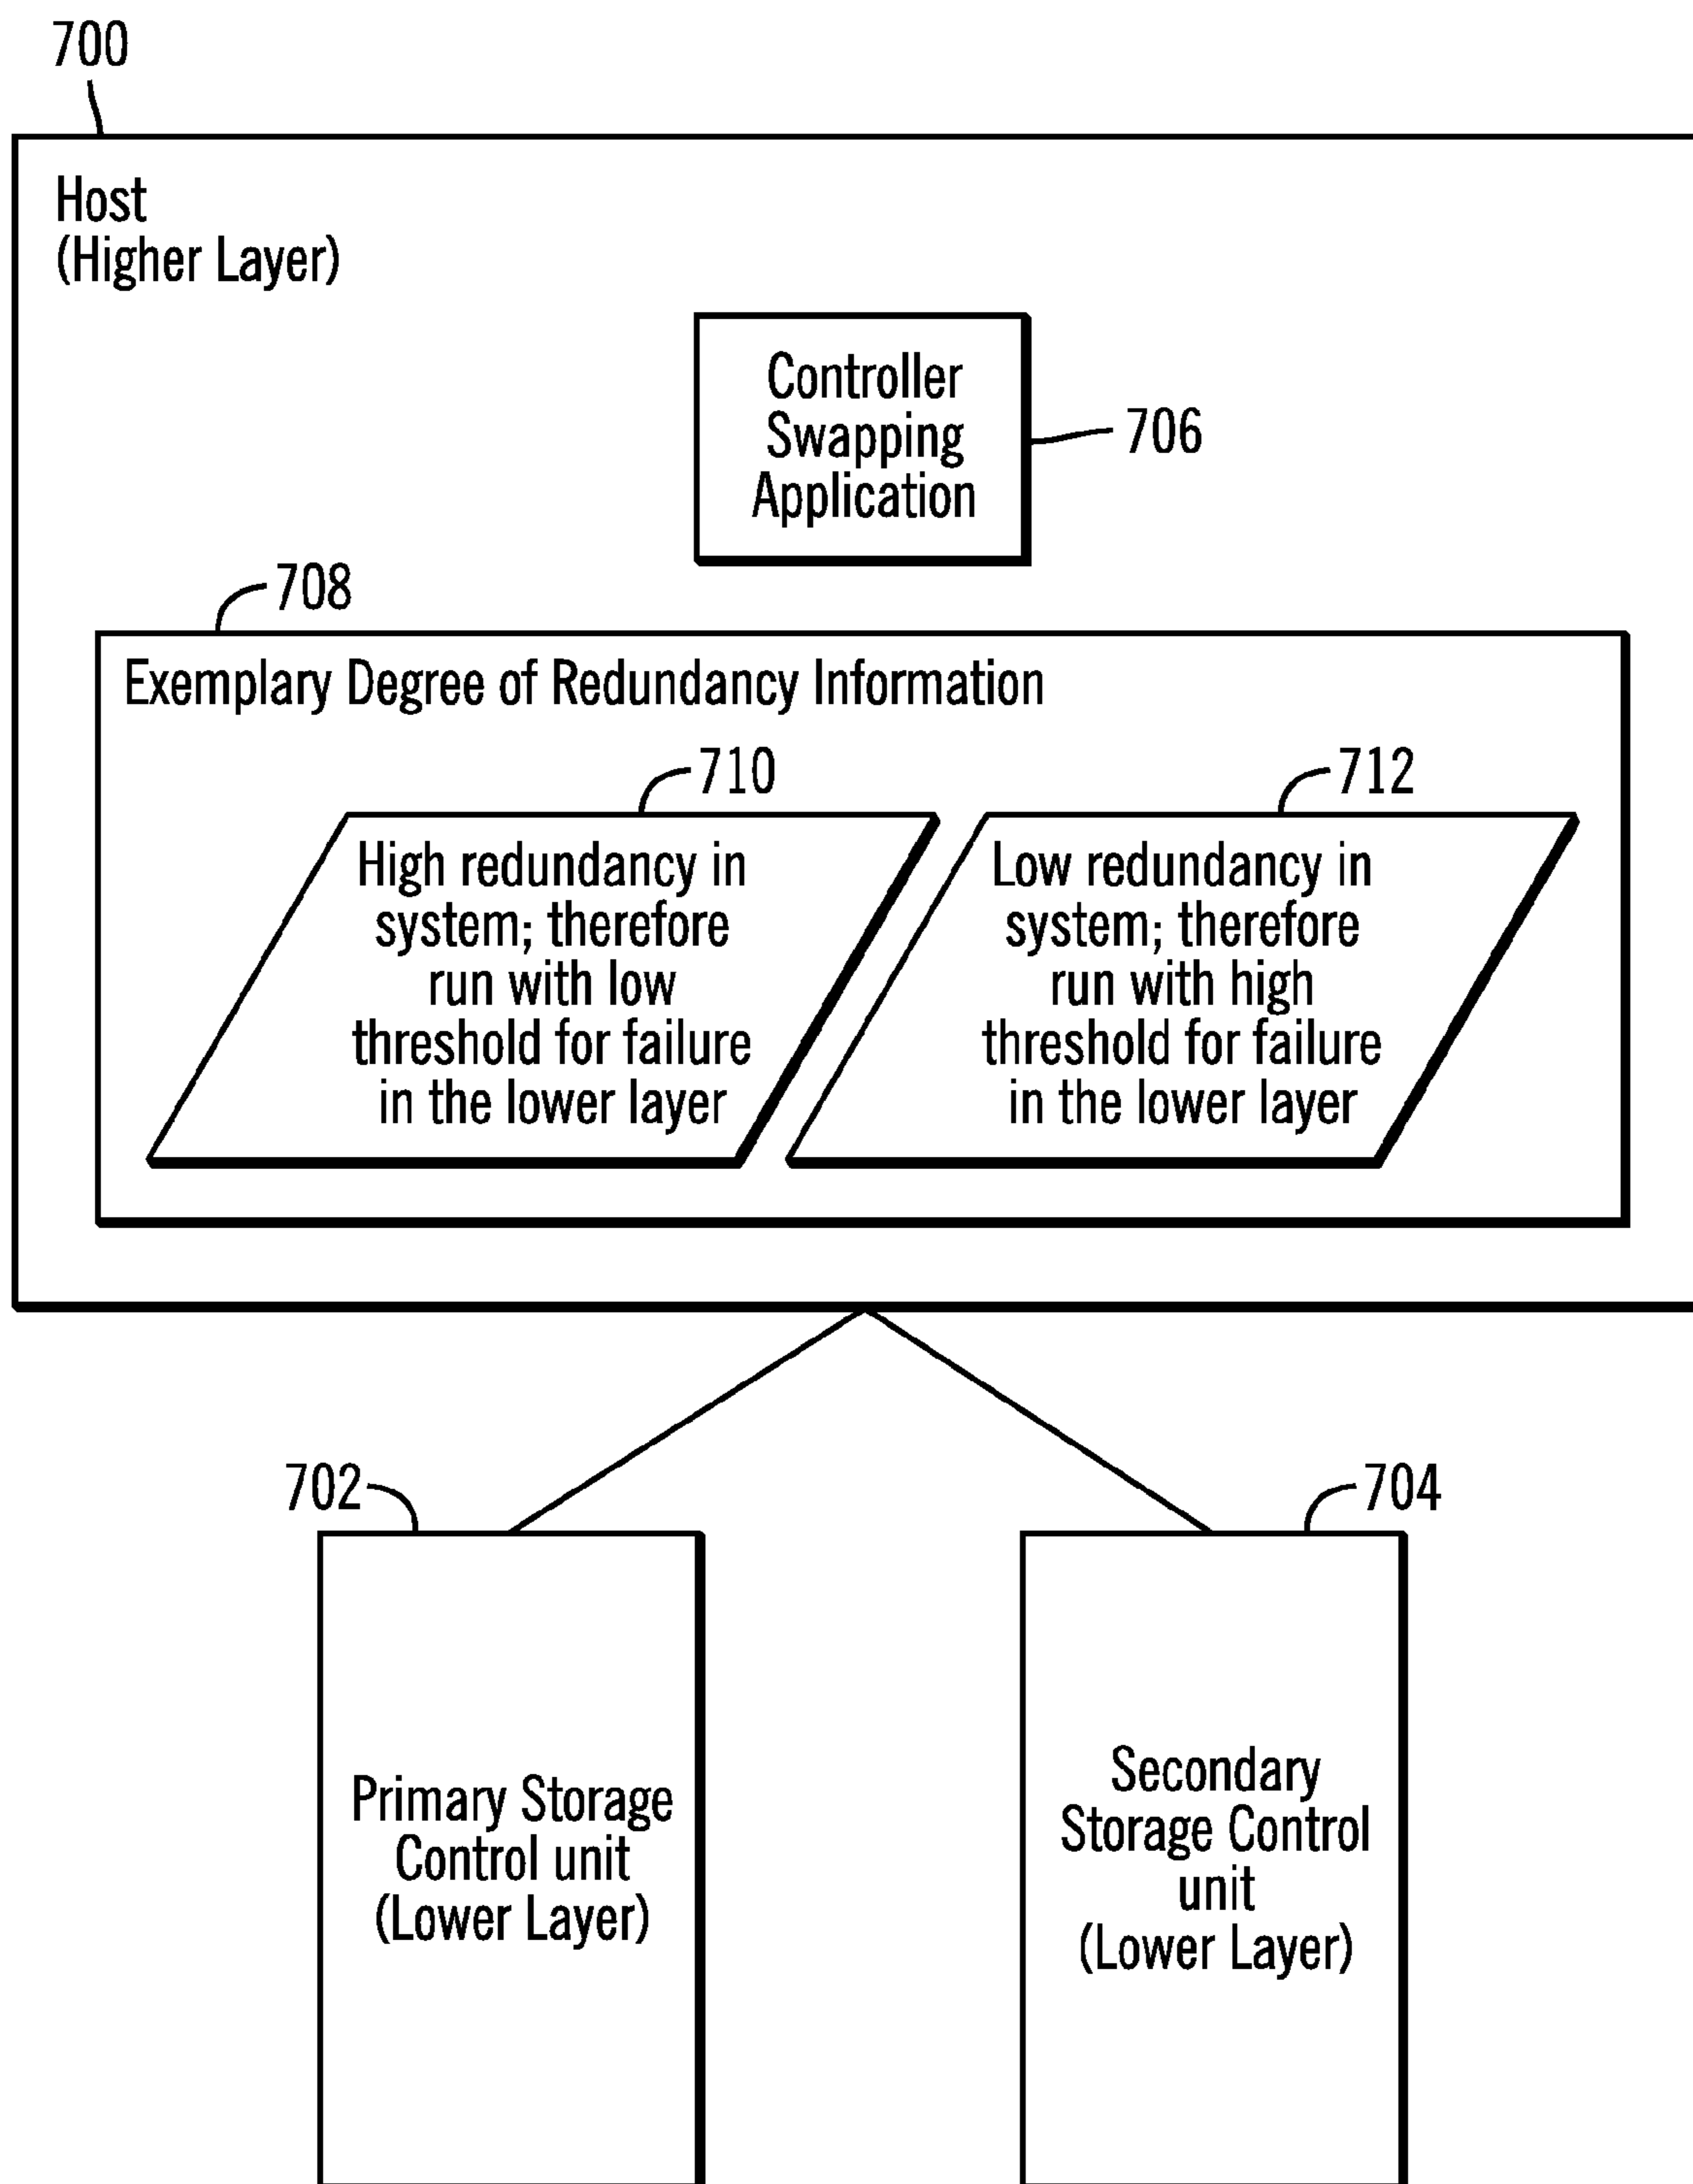 700
Host
(Higher Layer)
Controller
Swapping
Application
706
708
Exemplary Degree of Redundancy Information
710
High redundancy in
system; therefore
run with low
threshold for failure
in the lower layer
712
Low redundancy in
system; therefore
run with high
threshold for failure
in the lower layer
702
Primary Storage
Control unit
(Lower Layer)
704
Secondary
Storage Control
unit
(Lower Layer)